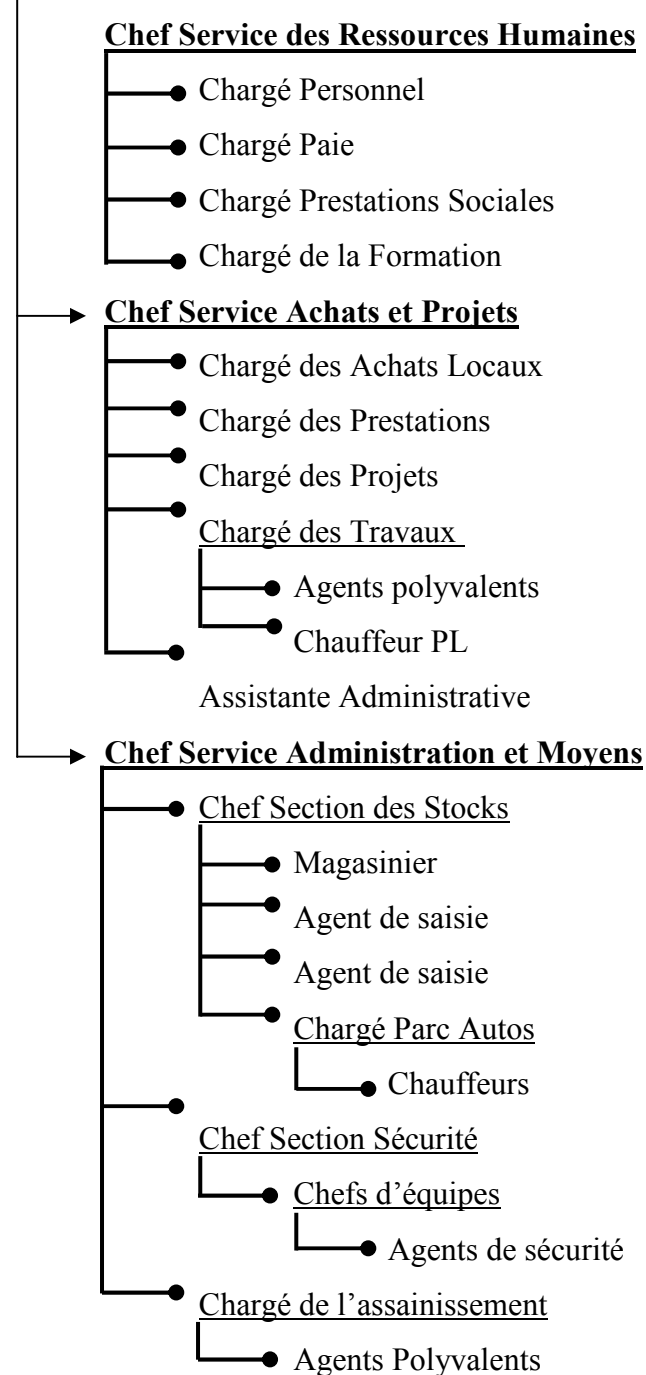 Chef Service des Ressources Humaines
Chargé Personnel
Chargé Paie
Chargé Prestations Sociales
Chargé de la Formation
Chef Service Achats et Projets
Chargé des Achats Locaux
Chargé des Prestations
Chargé des Projets
Chargé des Travaux
Agents polyvalents
Chauffeur PL
Assistante Administrative
Chef Service Administration et Moyens
Chef Section des Stocks
Magasinier
Agent de saisie
Agent de saisie
Chargé Parc Autos
Chauffeurs
Chef Section Sécurité
Chefs d’équipes
Agents de sécurité
Chargé de l’assainissement
Agents Polyvalents